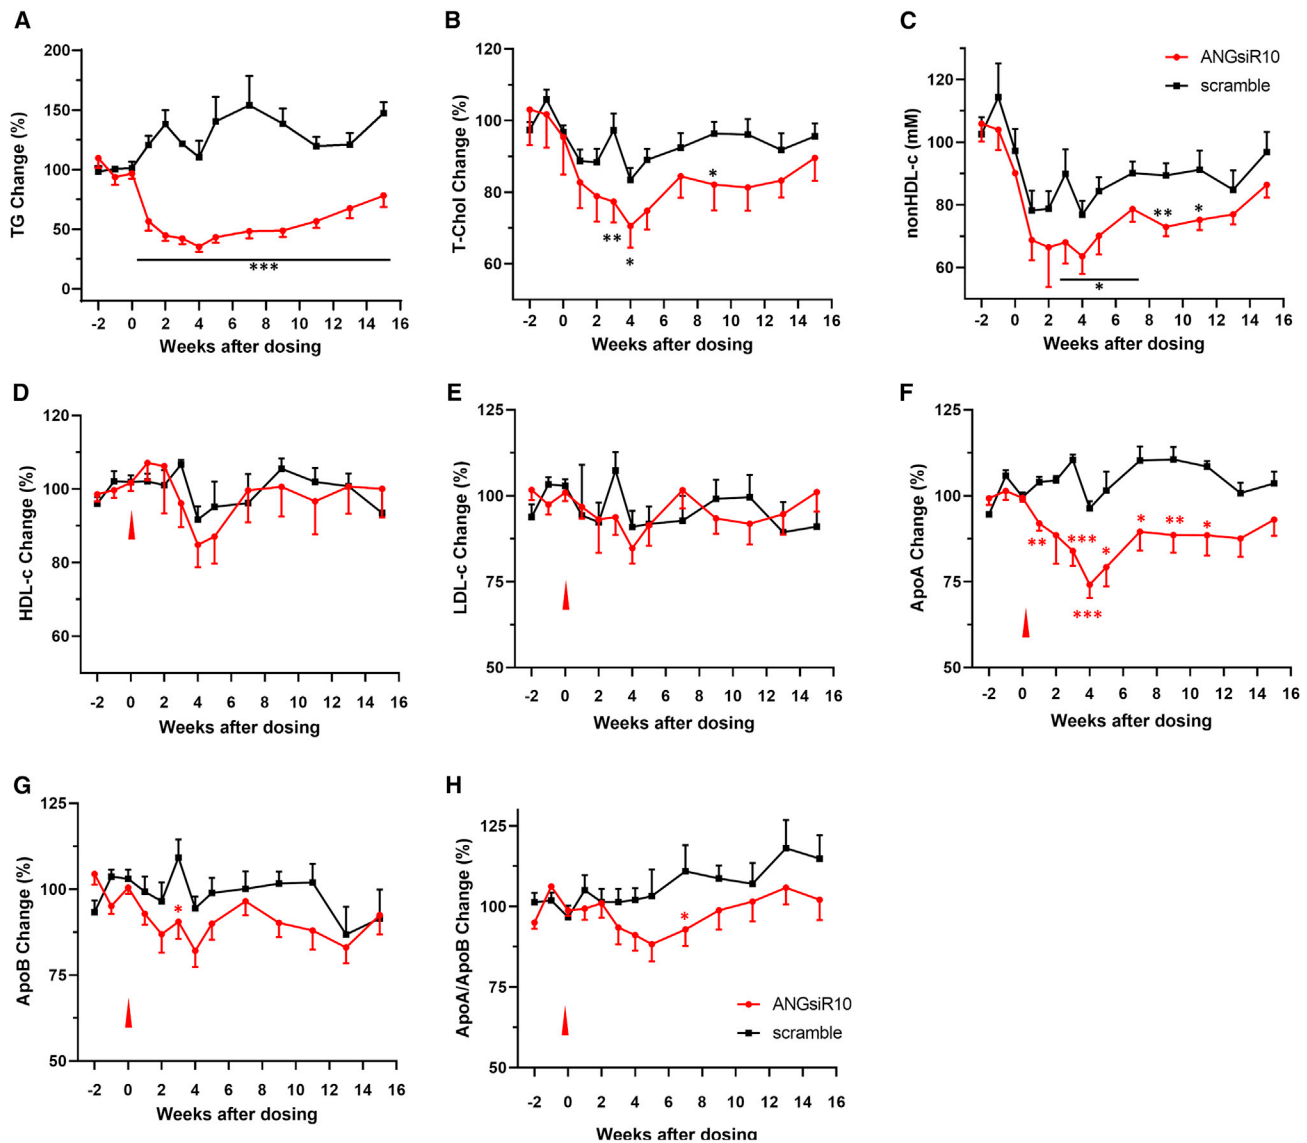 A
TG Change (%)
200
150
100
50
0
***
-2 0 2 4 6 8 10 12 14 16
Weeks after dosing
B
T-Chol Change (%)
120
100
80
60
*
**
*
-2 0 2 4 6 8 10 12 14 16
Weeks after dosing
C
nonHDL-c (mM)
ANGsiR10
scramble
120
100
80
60
** *
*
-2 0 2 4 6 8 10 12 14 16
Weeks after dosing
D
HDL-c Change (%)
120
100
80
60
-2 0 2 4 6 8 10 12 14 16
Weeks after dosing
E
LDL-c Change (%)
125
100
75
50
-2 0 2 4 6 8 10 12 14 16
Weeks after dosing
F
ApoA Change (%)
125
100
75
50
** *** * * ** *
***
-2 0 2 4 6 8 10 12 14 16
Weeks after dosing
G
ApoB Change (%)
125
100
75
50
*
-2 0 2 4 6 8 10 12 14 16
Weeks after dosing
H
ApoA/ApoB Change (%)
125
100
75
50
*
ANGsiR10
scramble
-2 0 2 4 6 8 10 12 14 16
Weeks after dosing